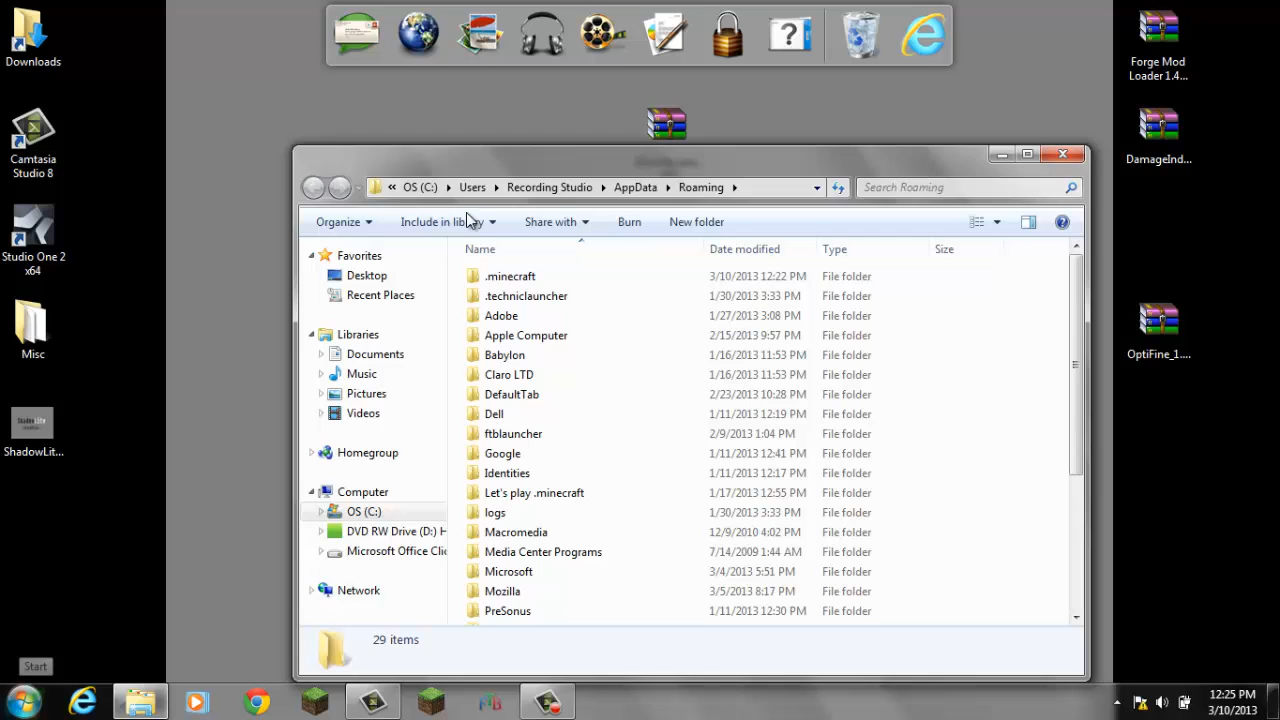 Downloads
Camtasia
Studio 8
Studio One 2
x64
Misc
ShadowLit...
Forge Mod
Loader 1.4...
DamageInd...
OptiFine_1....
?
« OS (C:) Users Recording Studio AppData Roaming
Search Roaming
Organize Include in library Share with Burn New folder
Favorites
Desktop
Recent Places
Libraries
Documents
Music
Pictures
Videos
Homegroup
Computer
OS (C:)
DVD RW Drive (D:) H
Microsoft Office Clic
Network
Name Date modified Type Size
.minecraft 3/10/2013 12:22 PM File folder
.techniclauncher 1/30/2013 3:33 PM File folder
Adobe 1/27/2013 3:08 PM File folder
Apple Computer 2/15/2013 9:57 PM File folder
Babylon 1/16/2013 11:53 PM File folder
Claro LTD 1/16/2013 11:53 PM File folder
DefaultTab 2/23/2013 10:28 PM File folder
Dell 1/11/2013 12:19 PM File folder
ftblauncher 2/9/2013 1:04 PM File folder
Google 1/11/2013 12:41 PM File folder
Identities 1/11/2013 12:17 PM File folder
Let's play .minecraft 1/17/2013 12:55 PM File folder
logs 1/30/2013 3:33 PM File folder
Macromedia 12/9/2010 4:02 PM File folder
Media Center Programs 7/14/2009 1:44 AM File folder
Microsoft 3/4/2013 5:51 PM File folder
Mozilla 3/5/2013 8:17 PM File folder
PreSonus 1/11/2013 12:30 PM File folder
29 items
Start
12:25 PM
3/10/2013